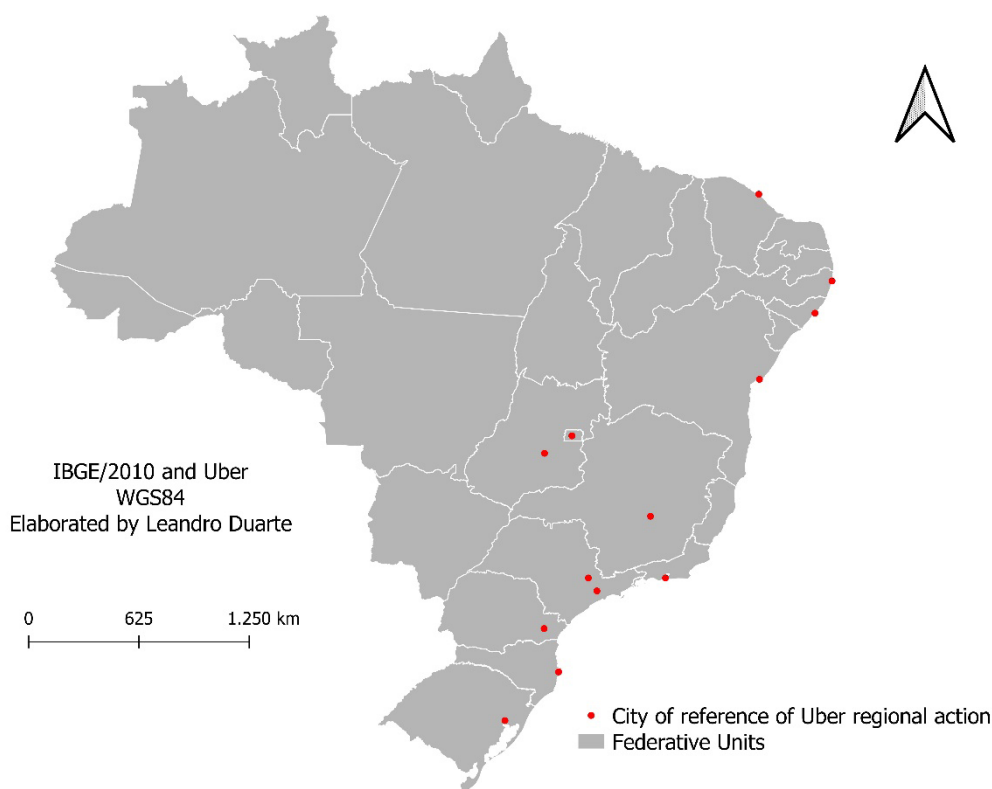 IBGE/2010 and Uber
WGS84
Elaborated by Leandro Duarte
0 625 1.250 km
City of reference of Uber regional action
Federative Units